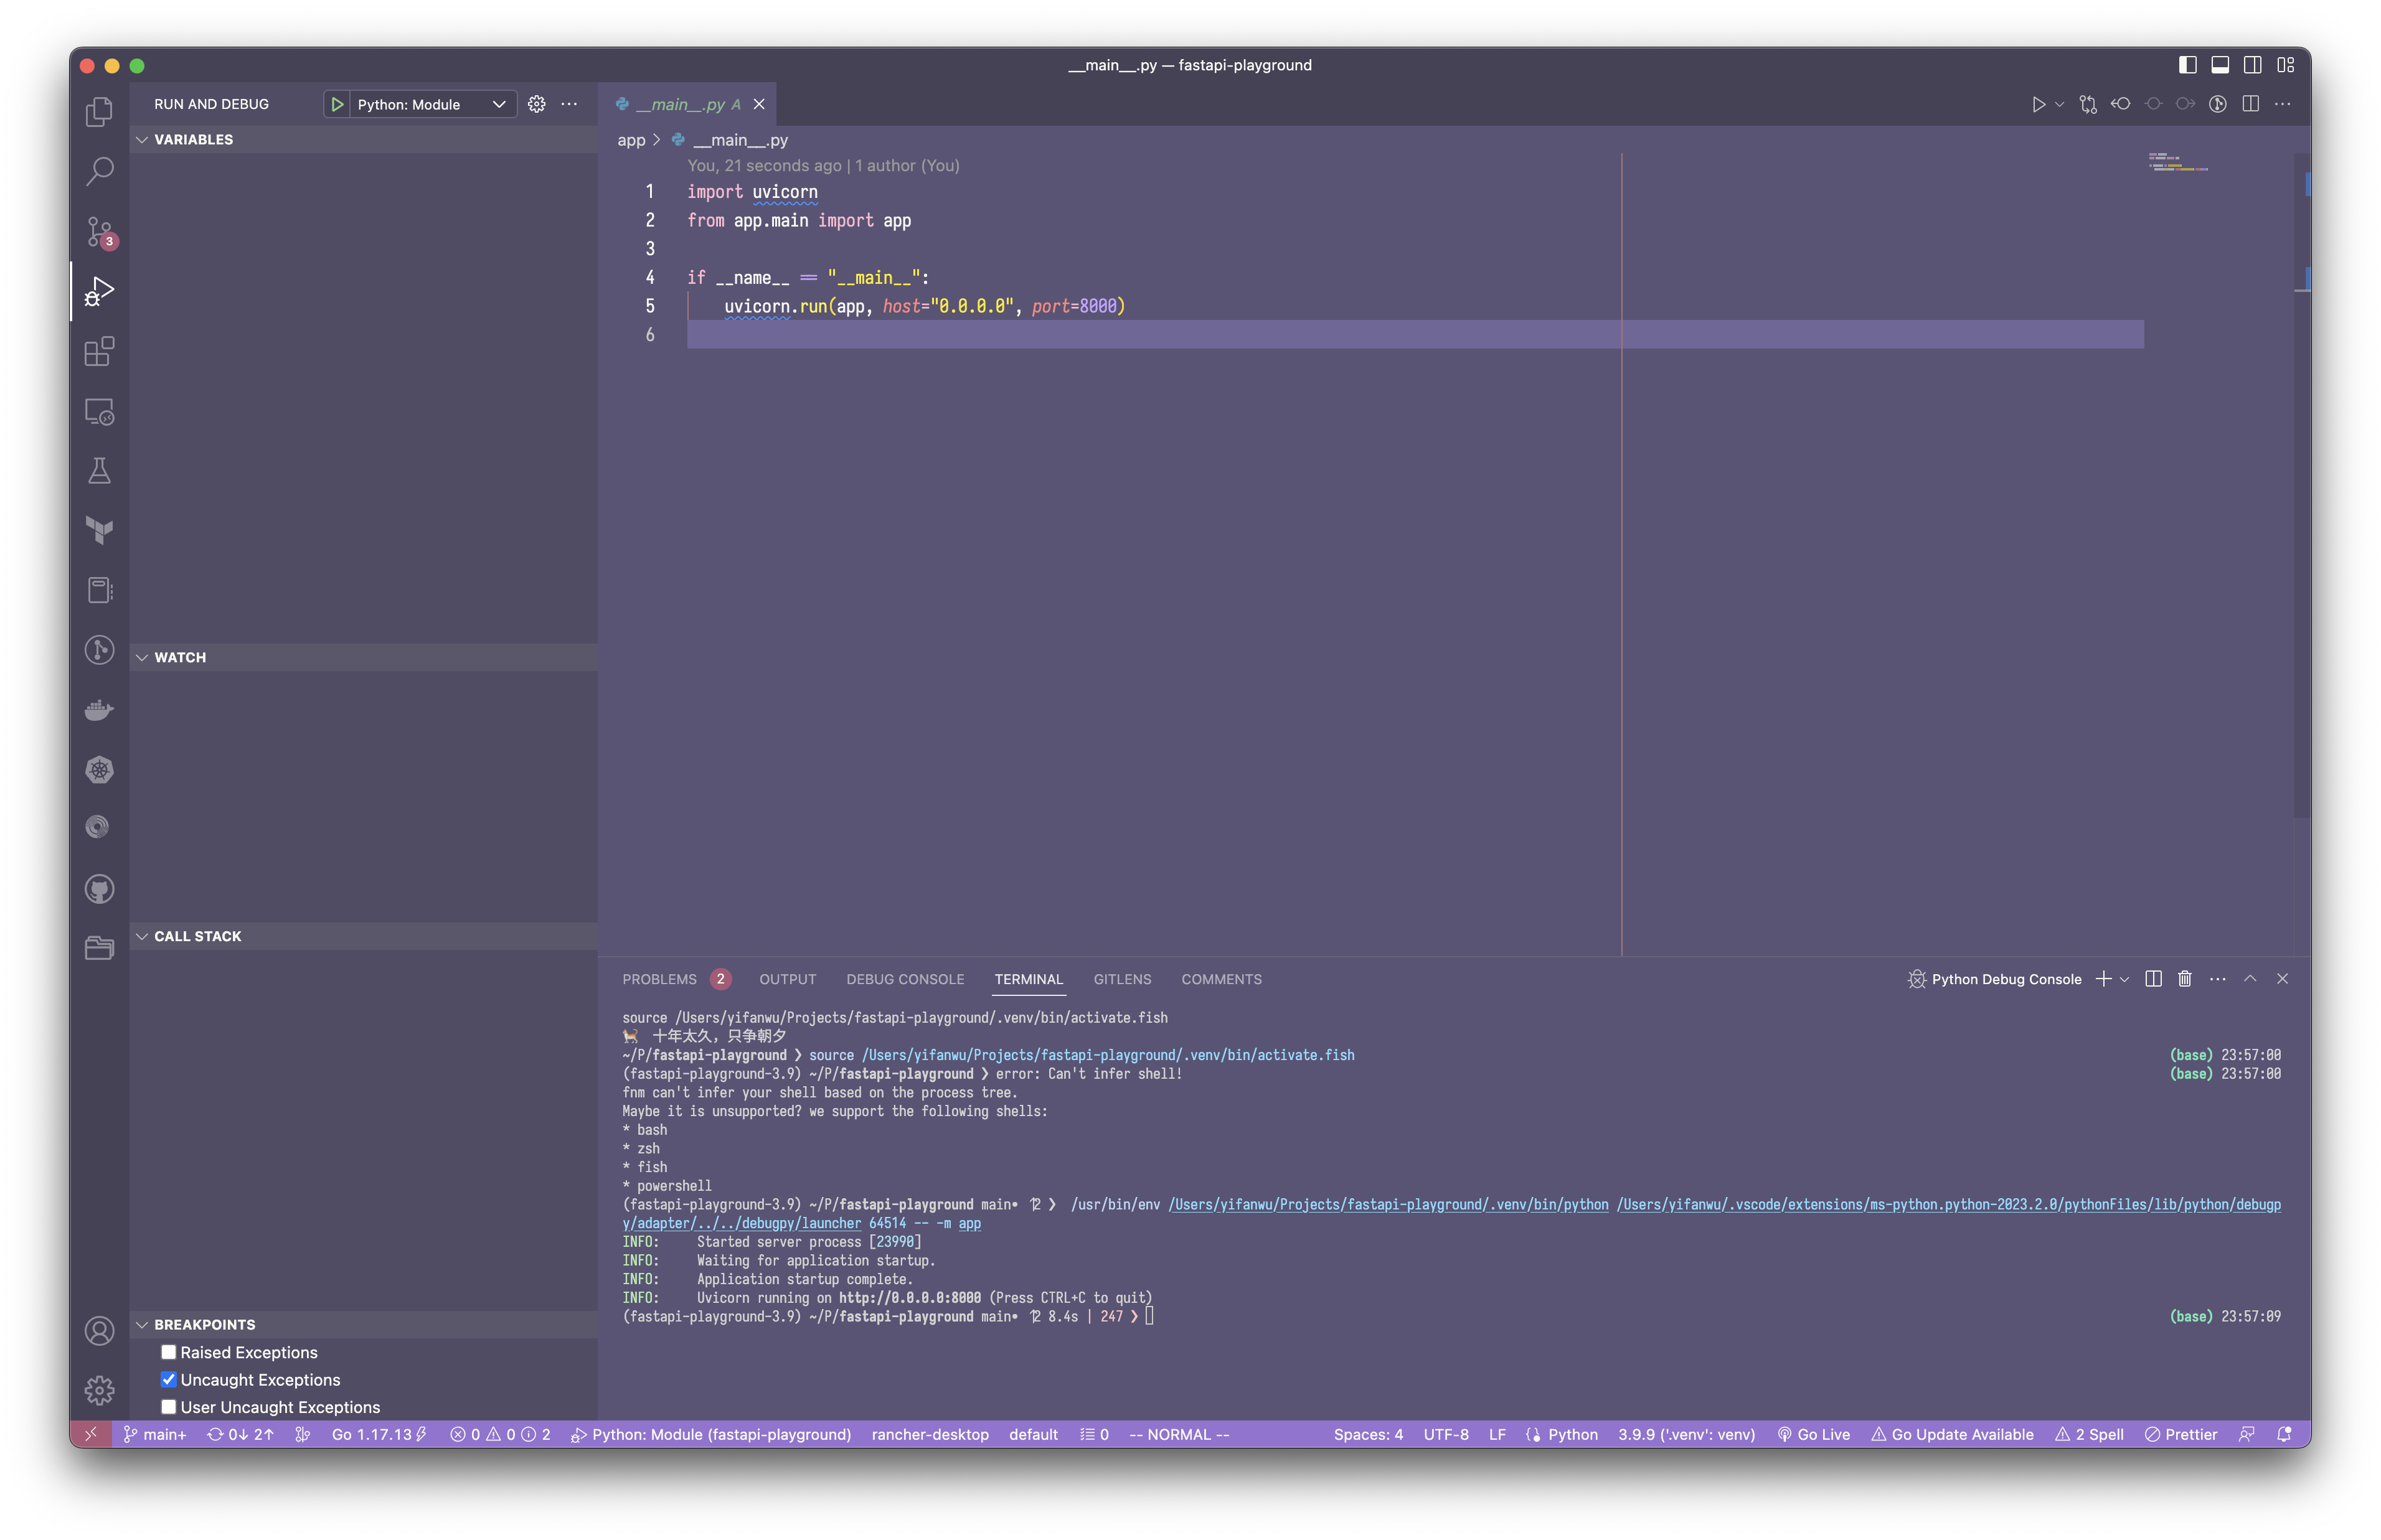 __main__.py — fastapi-playground
RUN AND DEBUG
Python: Module
__main__.py A
VARIABLES
app > __main__.py
You, 21 seconds ago | 1 author (You)
1 import uvicorn
2 from app.main import app
3
4 if __name__ == "__main__":
5 uvicorn.run(app, host="0.0.0.0", port=8000)
6
3
WATCH
CALL STACK
BREAKPOINTS
Raised Exceptions
Uncaught Exceptions
User Uncaught Exceptions
PROBLEMS 2 OUTPUT DEBUG CONSOLE TERMINAL GITLENS COMMENTS
Python Debug Console
source /Users/yifanwu/Projects/fastapi-playground/.venv/bin/activate.fish
🐈 十年太久，只争朝夕
~/P/fastapi-playground ❯ source /Users/yifanwu/Projects/fastapi-playground/.venv/bin/activate.fish (base) 23:57:00
(fastapi-playground-3.9) ~/P/fastapi-playground ❯ error: Can't infer shell! (base) 23:57:00
fnm can't infer your shell based on the process tree.
Maybe it is unsupported? we support the following shells:
* bash
* zsh
* fish
* powershell
(fastapi-playground-3.9) ~/P/fastapi-playground main• ⇡2 ❯ /usr/bin/env /Users/yifanwu/Projects/fastapi-playground/.venv/bin/python /Users/yifanwu/.vscode/extensions/ms-python.python-2023.2.0/pythonFiles/lib/python/debugp
y/adapter/../../debugpy/launcher 64514 -- -m app
INFO: Started server process [23990]
INFO: Waiting for application startup.
INFO: Application startup complete.
INFO: Uvicorn running on http://0.0.0.0:8000 (Press CTRL+C to quit)
(fastapi-playground-3.9) ~/P/fastapi-playground main• ⇡2 8.4s | 247 ❯ (base) 23:57:09
main+ 0↓ 2↑ Go 1.17.13 0 0 2 Python: Module (fastapi-playground) rancher-desktop default 0 -- NORMAL -- Spaces: 4 UTF-8 LF Python 3.9.9 ('.venv': venv) Go Live Go Update Available 2 Spell Prettier